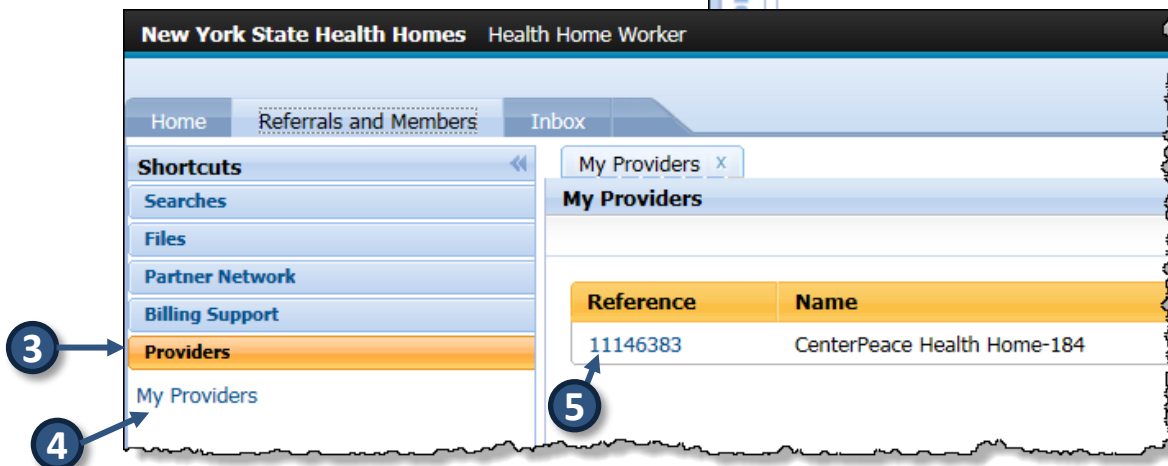 New York State Health Homes Health Home Worker
Home Referrals and Members Inbox
Shortcuts
Searches
Files
Partner Network
Billing Support
3
Providers
My Providers
4
My Providers x
My Providers
Reference Name
11146383 CenterPeace Health Home-184
5